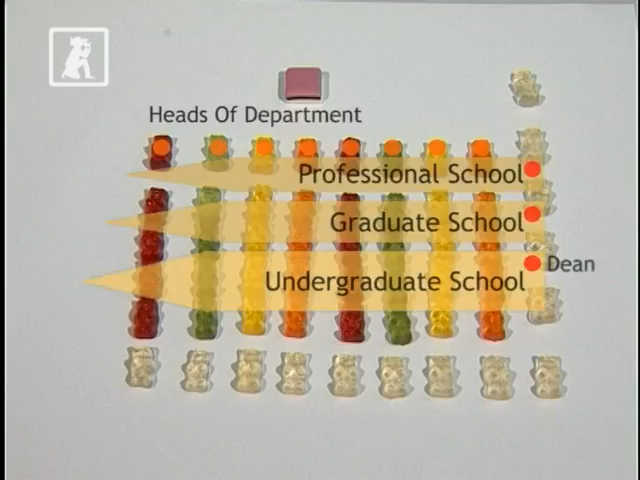 Heads Of Department
Professional School
Graduate School
Dean
Undergraduate School